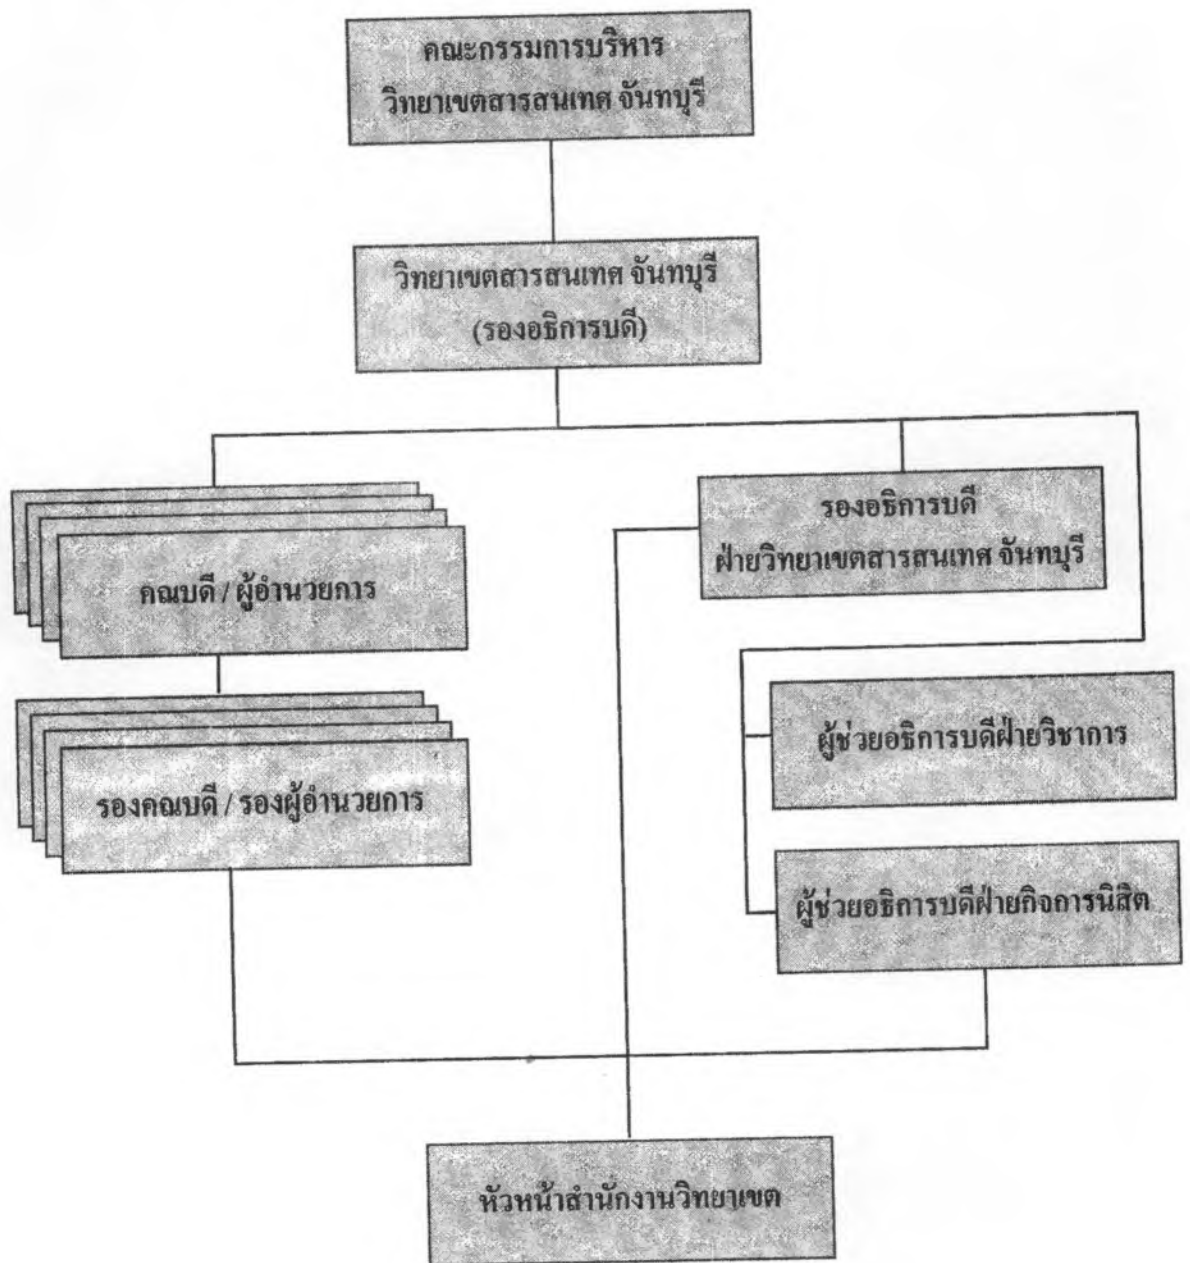 คณะกรรมการบริหาร
วิทยาเขตสารสนเทศ จันทบุรี
วิทยาเขตสารสนเทศ จันทบุรี
(รองอธิการบดี)
คณบดี / ผู้อำนวยการ
รองคณบดี / รองผู้อำนวยการ
รองอธิการบดี
ฝ่ายวิทยาเขตสารสนเทศ จันทบุรี
ผู้ช่วยอธิการบดีฝ่ายวิชาการ
ผู้ช่วยอธิการบดีฝ่ายกิจการนิสิต
หัวหน้าสำนักงานวิทยาเขต